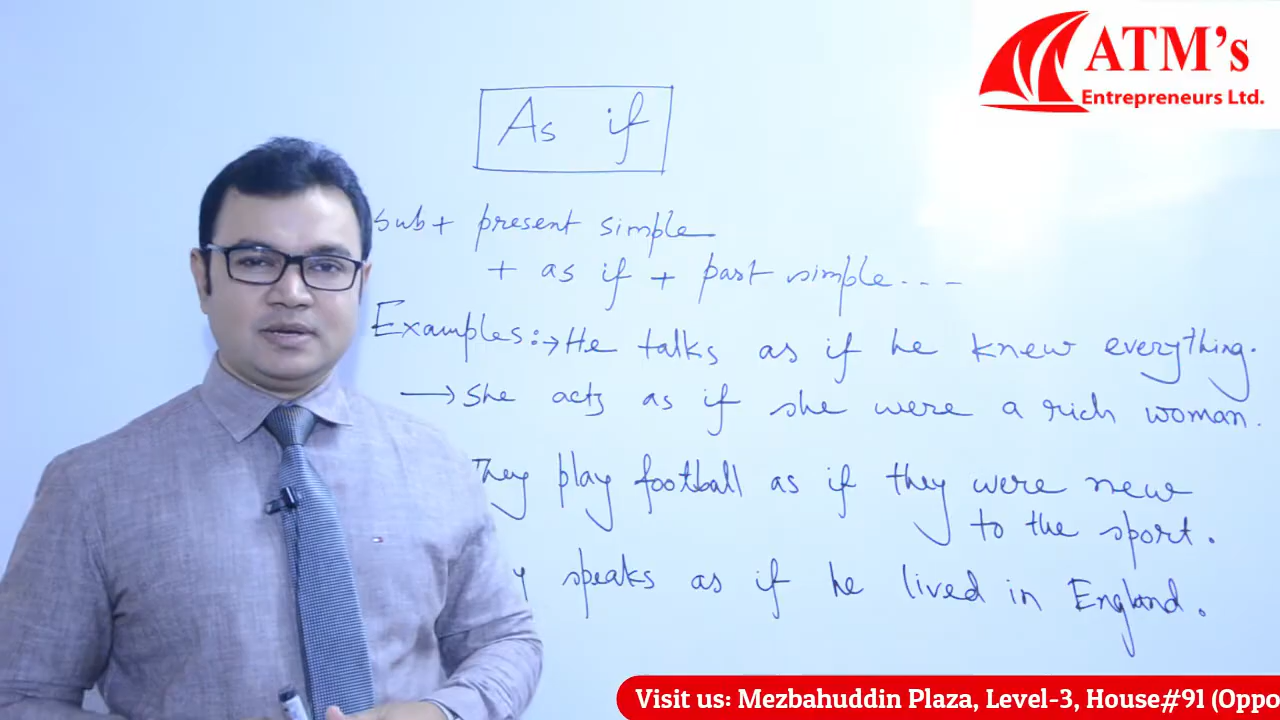 ATM's
Entrepreneurs Ltd.
As if
sub + present simple
+ as if + past simple...
Examples:→ He talks as if he knew everything.
→ She acts as if she were a rich woman.
They play football as if they were new
to the sport.
speaks as if he lived in England.
Visit us: Mezbahuddin Plaza, Level-3, House#91 (Oppo